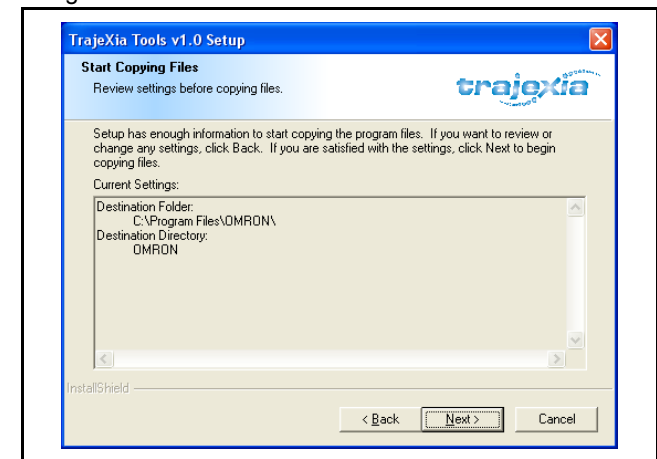 TrajeXia Tools v1.0 Setup
Start Copying Files
Review settings before copying files.
trajexia
Setup has enough information to start copying the program files. If you want to review or
change any settings, click Back. If you are satisfied with the settings, click Next to begin
copying files.
Current Settings:
Destination Folder:
C:\Program Files\OMRON\
Destination Directory:
OMRON
InstallShield
< Back
Next >
Cancel